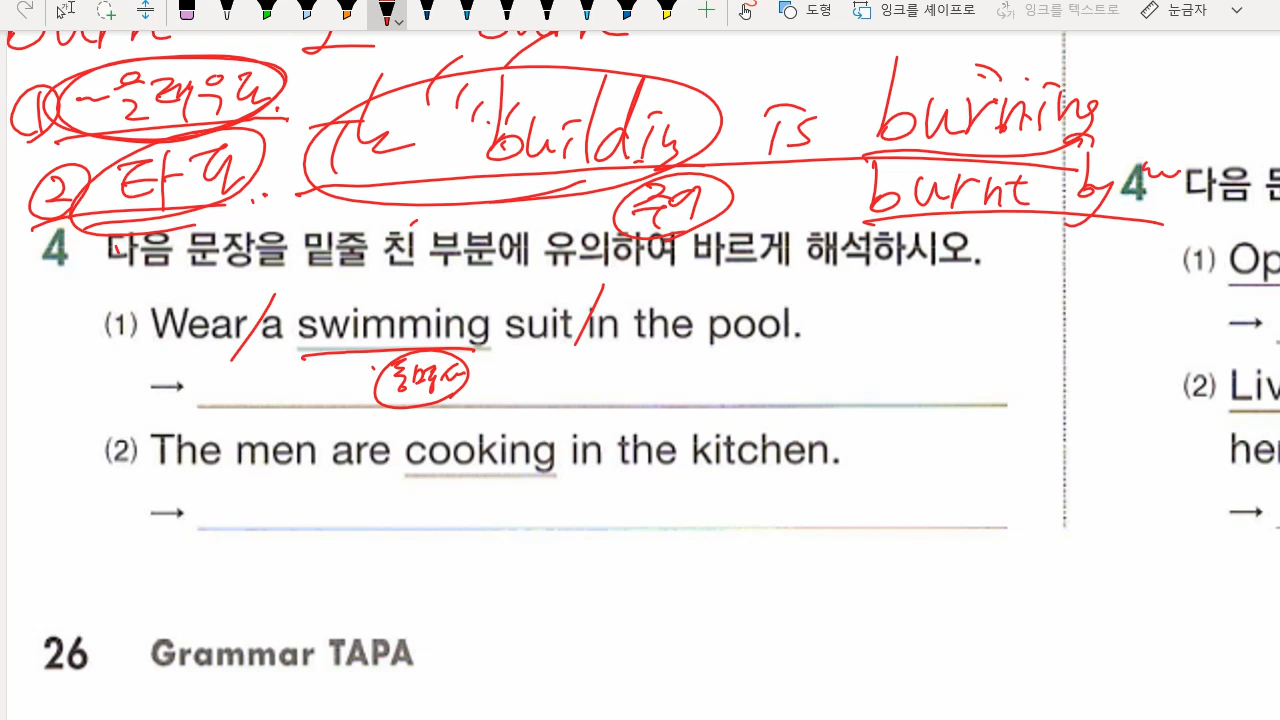 도형 잉크를 셰이프로 잉크를 텍스트로 눈금자
① ~을 태우다.
② 타다.
The building is burning
주어
burnt by ~
4 다음 문장을 밑줄 친 부분에 유의하여 바르게 해석하시오.
(1) Wear / a swimming suit / in the pool.
→ 동명사
(2) The men are cooking in the kitchen.
→
26 Grammar TAPA
4 다음 문
(1) Op
→
(2) Liv
her
→